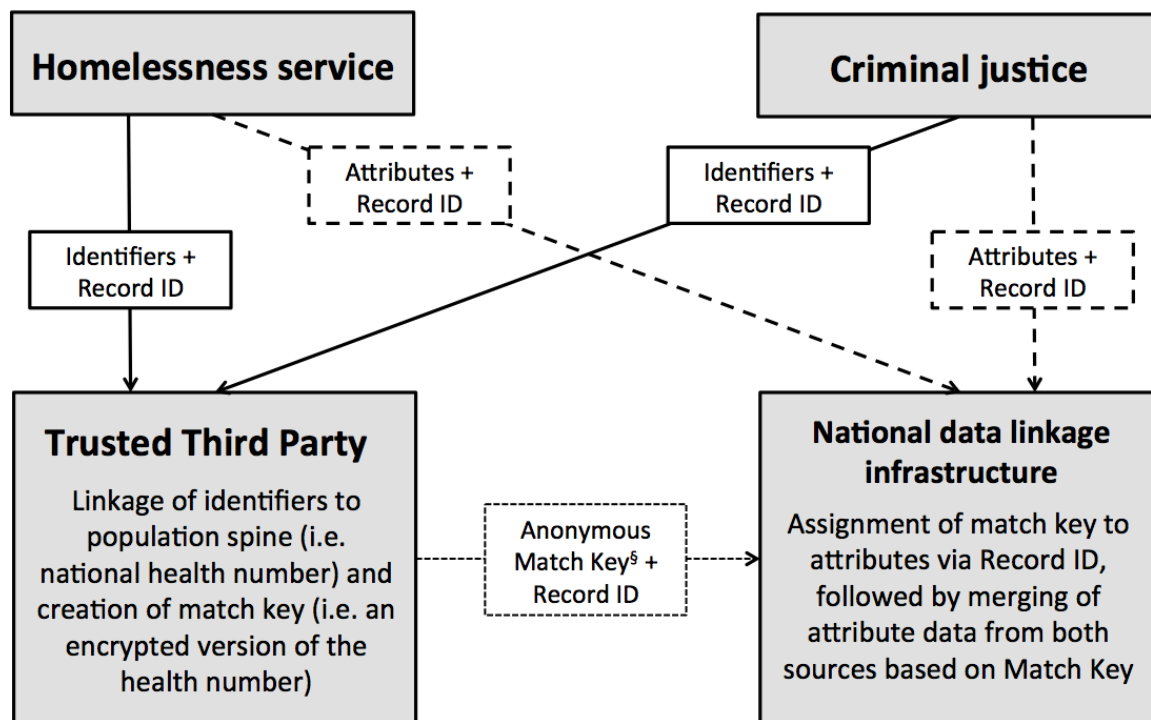 Homelessness service
Criminal justice
Attributes +
Record ID
Identifiers +
Record ID
Identifiers +
Record ID
Attributes +
Record ID
Trusted Third Party
Linkage of identifiers to
population spine (i.e.
national health number) and
creation of match key (i.e. an
encrypted version of the
health number)
Anonymous
Match Key§ +
Record ID
National data linkage
infrastructure
Assignment of match key to
attributes via Record ID,
followed by merging of
attribute data from both
sources based on Match Key